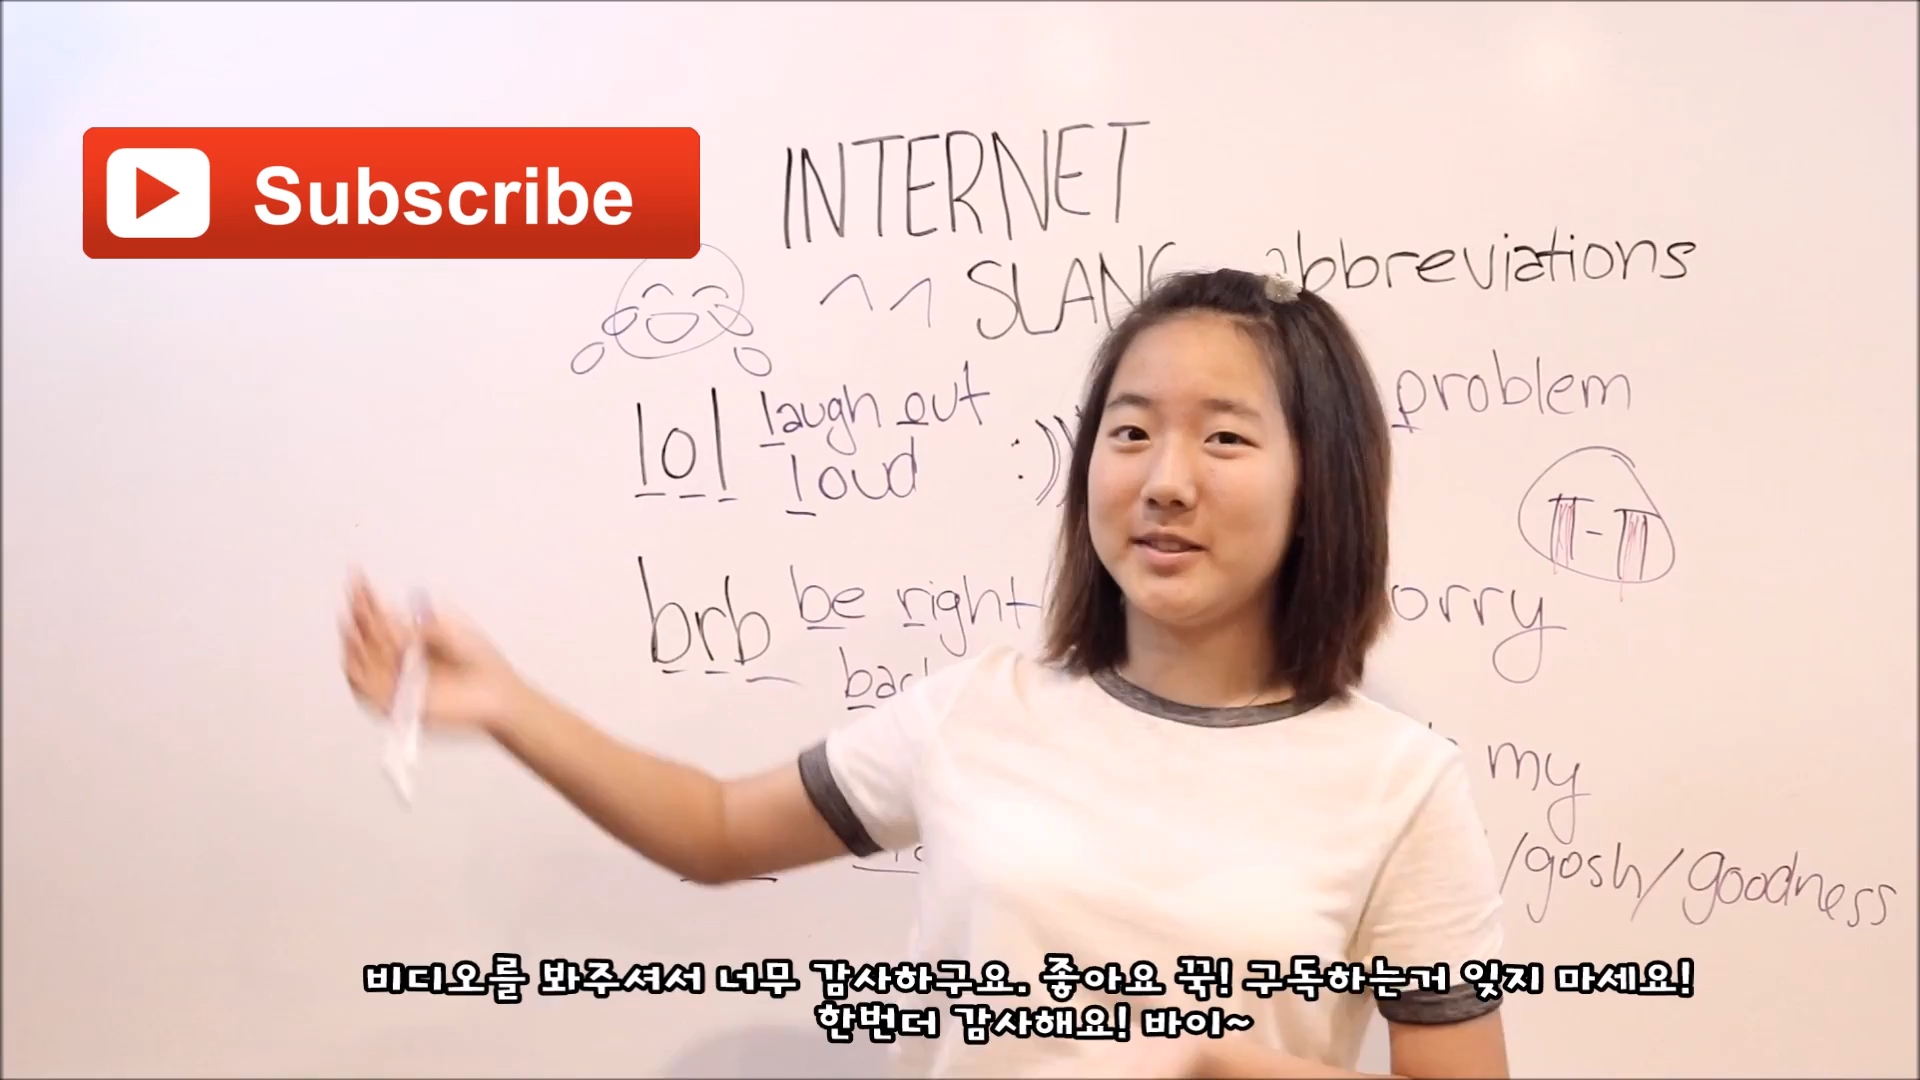 Subscribe
INTERNET
^^ SLANG abbreviations
lol laugh out
loud :)))
problem
ㅠ-ㅠ
brb be right
back
orry
my
/gosh/goodness
비디오를 봐주셔서 너무 감사하구요. 좋아요 꾹! 구독하는거 잊지 마세요!
한번더 감사해요! 바이~